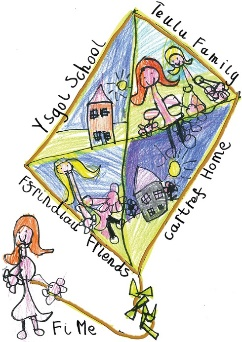 Ysgol School
Teulu Family
Ffrindiau Friends
Cartref Home
Fi Me